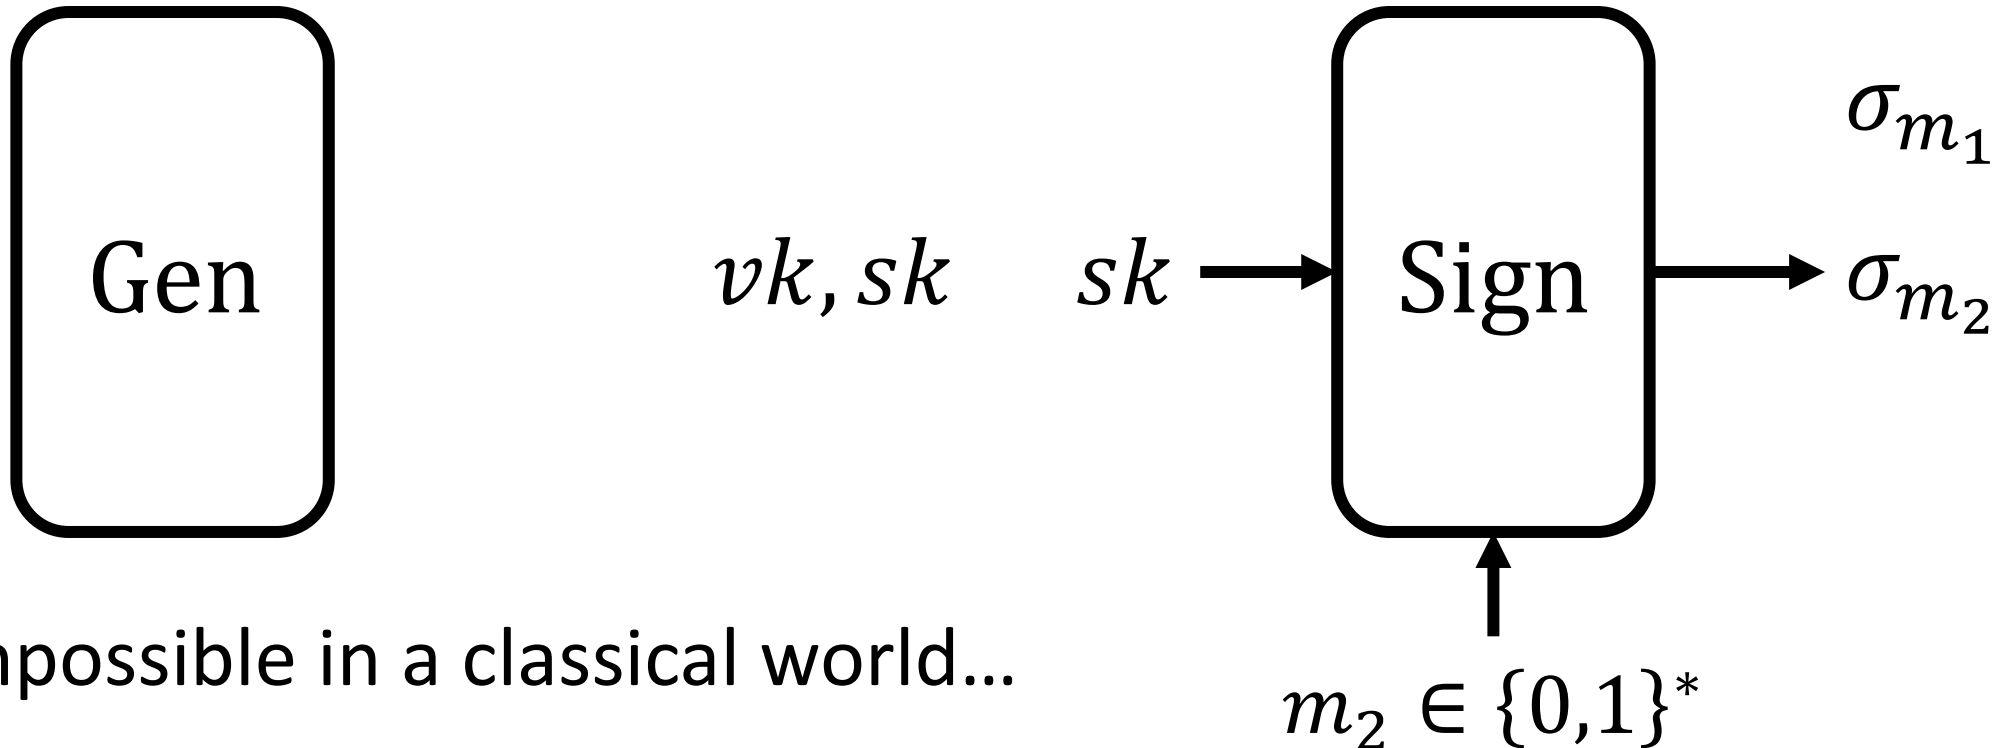 Gen
vk, sk
sk
Sign
σ_{m_1}
σ_{m_2}
possible in a classical world...
m_2 ∈ {0,1}*